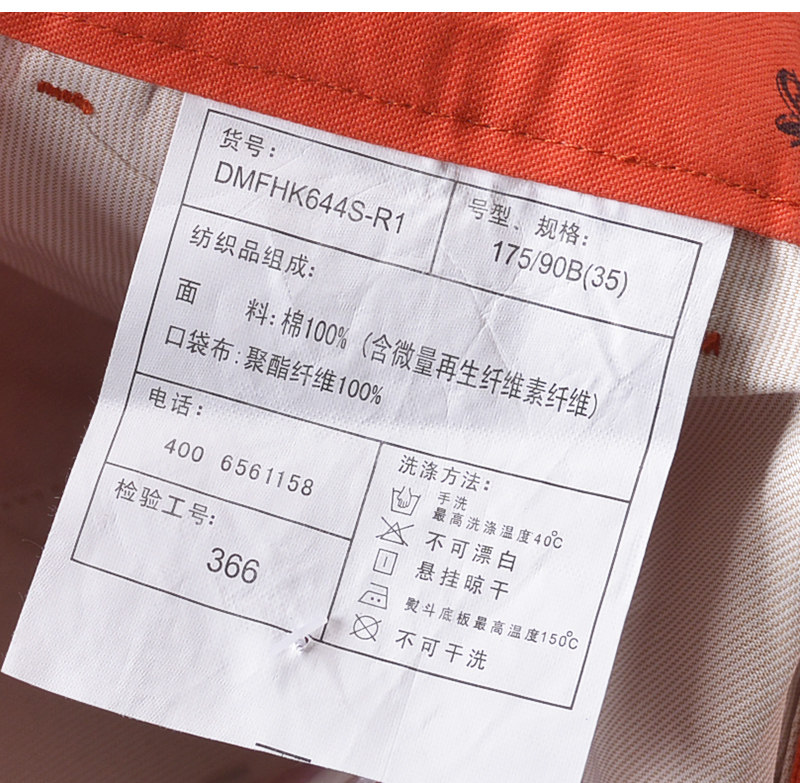 货号:
DMFHK644S-R1
号型、规格:
175/90B(35)
纺织品组成:
面 料:棉100%（含微量再生纤维素纤维）
口袋布:聚酯纤维100%
电话:
400 6561158
检验工号:
366
洗涤方法:
手洗
最高洗涤温度40℃
不可漂白
悬挂晾干
熨斗底板最高温度150℃
不可干洗